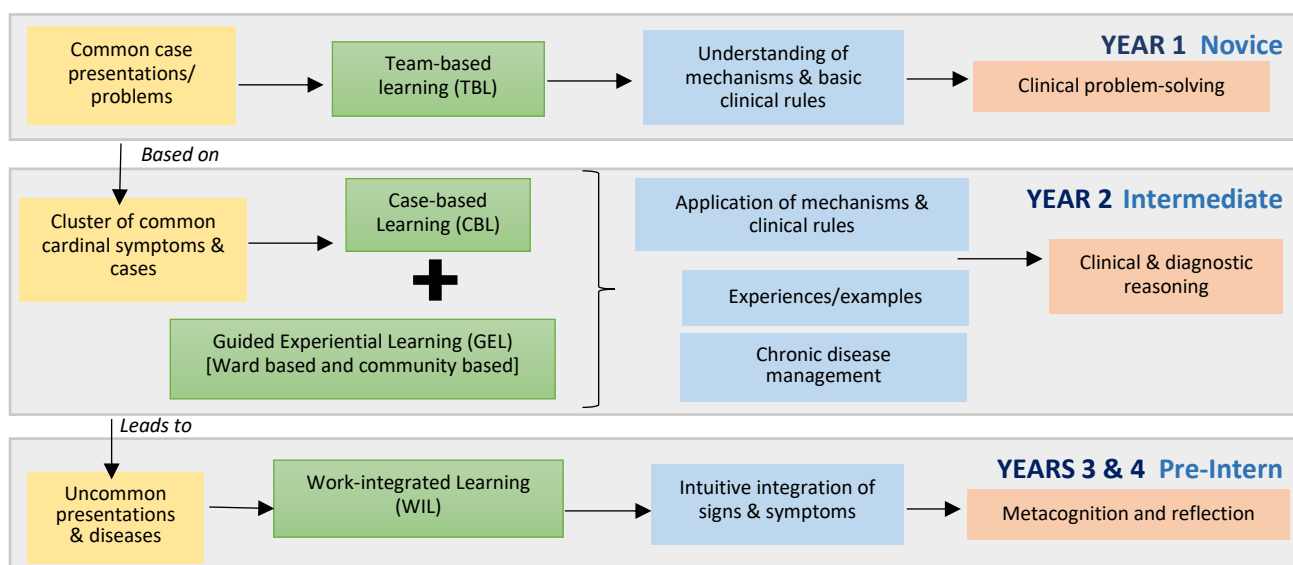 YEAR 1 Novice
Common case
presentations/
problems
Team-based
learning (TBL)
Understanding of
mechanisms & basic
clinical rules
Clinical problem-solving
Based on
YEAR 2 Intermediate
Cluster of common
cardinal symptoms &
cases
Case-based
Learning (CBL)
Guided Experiential Learning (GEL)
[Ward based and community based]
Application of mechanisms &
clinical rules
Experiences/examples
Chronic disease
management
Clinical & diagnostic
reasoning
Leads to
YEARS 3 & 4 Pre-Intern
Uncommon
presentations
& diseases
Work-integrated Learning
(WIL)
Intuitive integration of
signs & symptoms
Metacognition and reflection